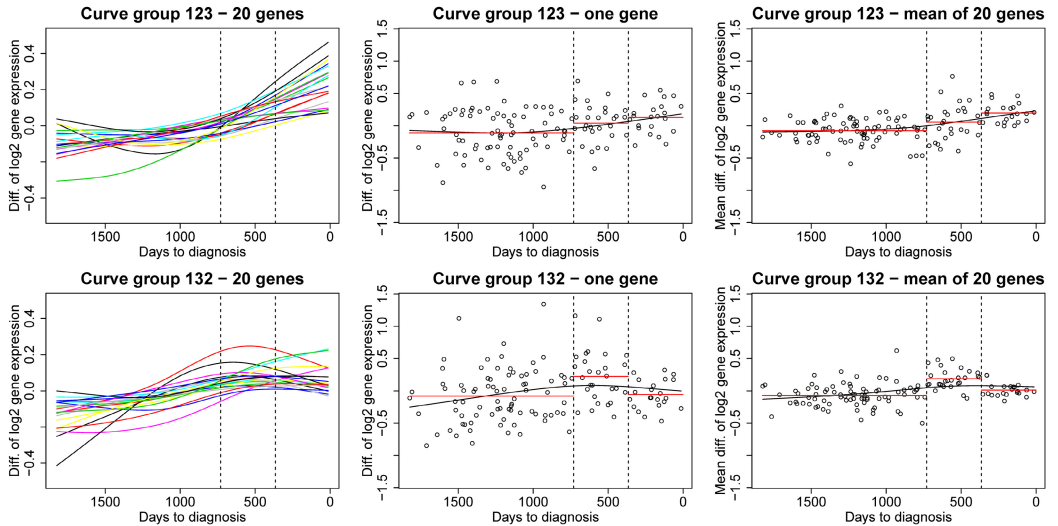 Curve group 123 − 20 genes
Diff. of log2 gene expression
0.4
0.2
0.0
−0.4
1500 1000 500 0
Days to diagnosis
Curve group 123 − one gene
Diff. of log2 gene expression
1.5
1.0
0.5
−0.5
−1.5
1500 1000 500 0
Days to diagnosis
Curve group 123 − mean of 20 genes
Mean diff. of log2 gene expression
1.5
1.0
0.5
−0.5
−1.5
1500 1000 500 0
Days to diagnosis
Curve group 132 − 20 genes
Diff. of log2 gene expression
0.4
0.2
0.0
−0.4
1500 1000 500 0
Days to diagnosis
Curve group 132 − one gene
Diff. of log2 gene expression
1.5
1.0
0.5
−0.5
−1.5
1500 1000 500 0
Days to diagnosis
Curve group 132 − mean of 20 genes
Mean diff. of log2 gene expression
1.5
1.0
0.5
−0.5
−1.5
1500 1000 500 0
Days to diagnosis